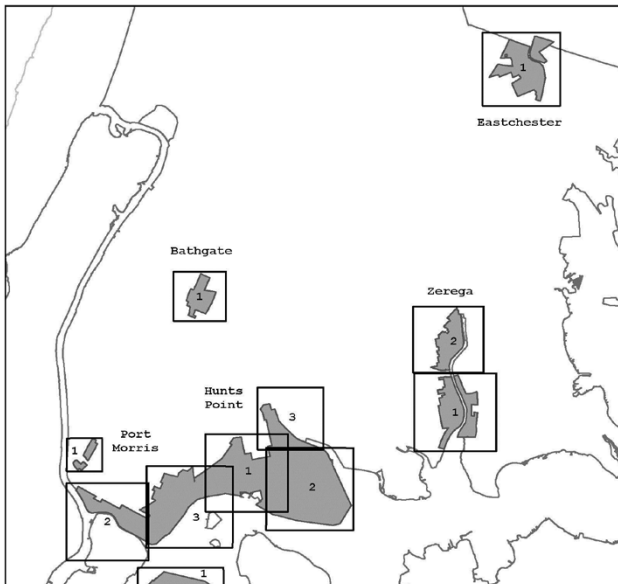 1
Eastchester
Bathgate
1
Zerega
2
Hunts
Point
3
1
Port
Morris
1
1
2
2
3
1